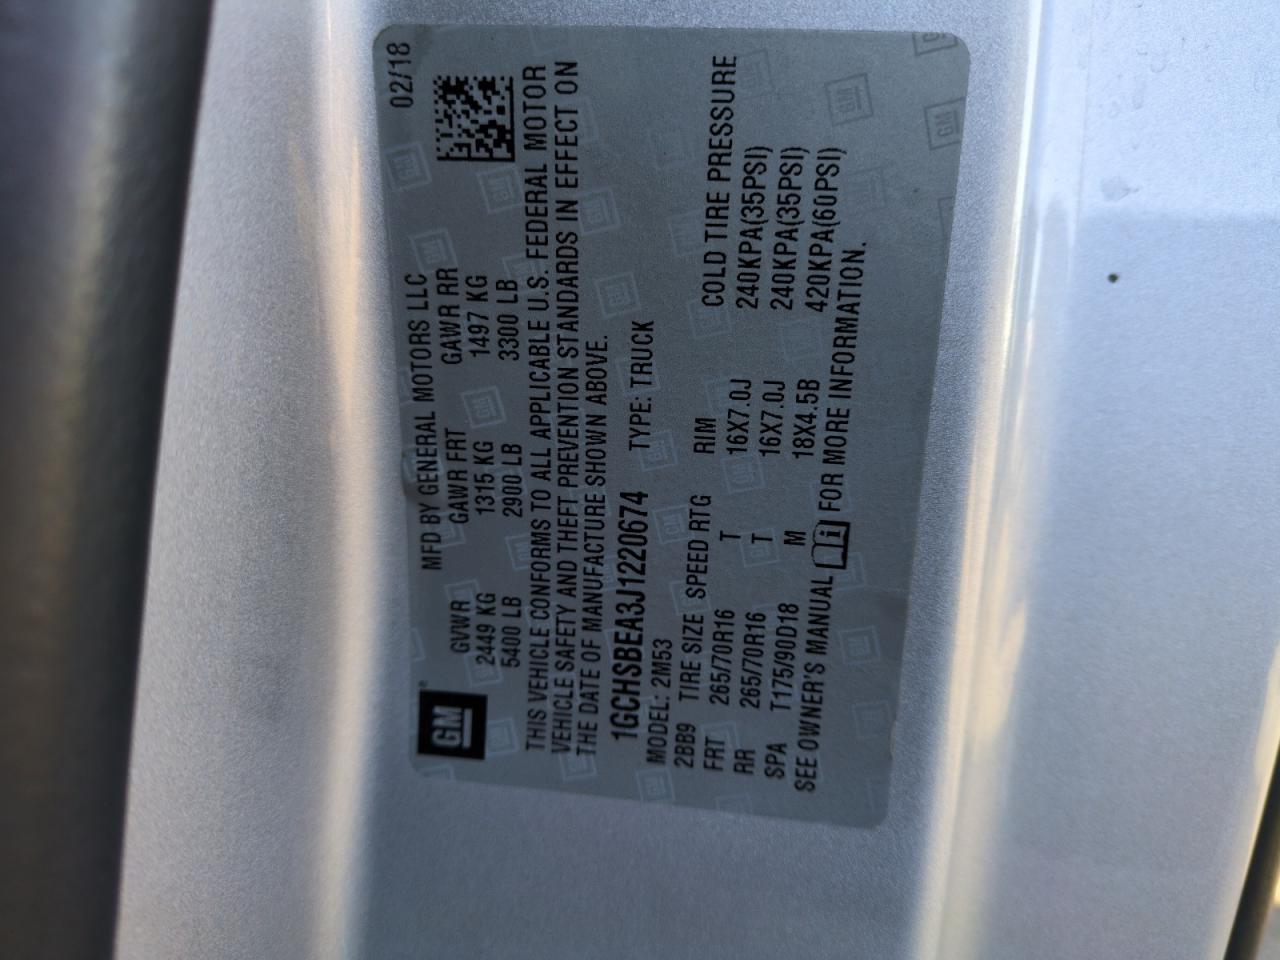 02/18
MFD BY GENERAL MOTORS LLC
GVWR GAWR FRT GAWR RR
2449 KG 1315 KG 1497 KG
5400 LB 2900 LB 3300 LB
GM
THIS VEHICLE CONFORMS TO ALL APPLICABLE U.S. FEDERAL MOTOR
VEHICLE SAFETY AND THEFT PREVENTION STANDARDS IN EFFECT ON
THE DATE OF MANUFACTURE SHOWN ABOVE.
1GCHSBEA3J1220674 TYPE: TRUCK
MODEL: 2M53
2BB9 TIRE SIZE SPEED RTG RIM COLD TIRE PRESSURE
FRT 265/70R16 T 16X7.0J 240KPA(35PSI)
RR 265/70R16 T 16X7.0J 240KPA(35PSI)
SPA T175/90D18 M 18X4.5B 420KPA(60PSI)
SEE OWNER'S MANUAL FOR MORE INFORMATION.